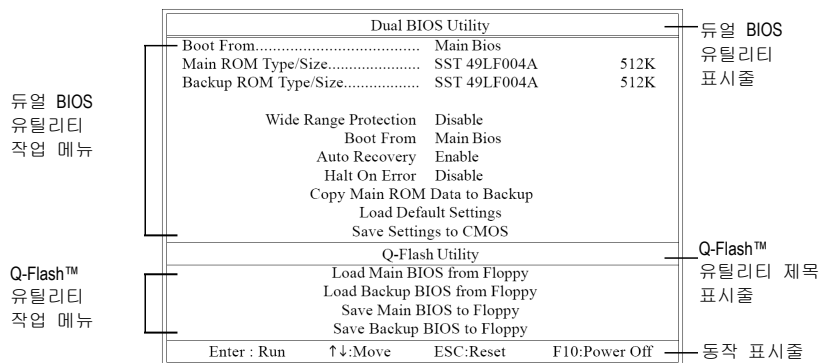 Dual BIOS Utility
Boot From..................................... Main Bios
Main ROM Type/Size..................... SST 49LF004A 512K
Backup ROM Type/Size.................. SST 49LF004A 512K
Wide Range Protection Disable
Boot From Main Bios
Auto Recovery Enable
Halt On Error Disable
Copy Main ROM Data to Backup
Load Default Settings
Save Settings to CMOS
Q-Flash Utility
Load Main BIOS from Floppy
Load Backup BIOS from Floppy
Save Main BIOS to Floppy
Save Backup BIOS to Floppy
Enter : Run ↑↓:Move ESC:Reset F10:Power Off
듀얼 BIOS
유틸리티
작업 메뉴
Q-Flash™
유틸리티
작업 메뉴
듀얼 BIOS
유틸리티
표시줄
Q-Flash™
유틸리티 제목
표시줄
동작 표시줄